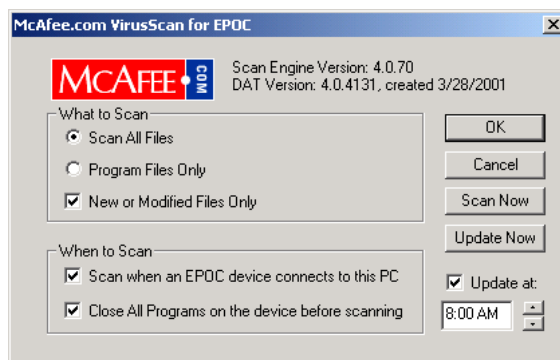 McAfee.com VirusScan for EPOC
McAFEE COM
Scan Engine Version: 4.0.70
DAT Version: 4.0.4131, created 3/28/2001
What to Scan
Scan All Files
Program Files Only
New or Modified Files Only
When to Scan
Scan when an EPOC device connects to this PC
Close All Programs on the device before scanning
OK
Cancel
Scan Now
Update Now
Update at:
8:00 AM